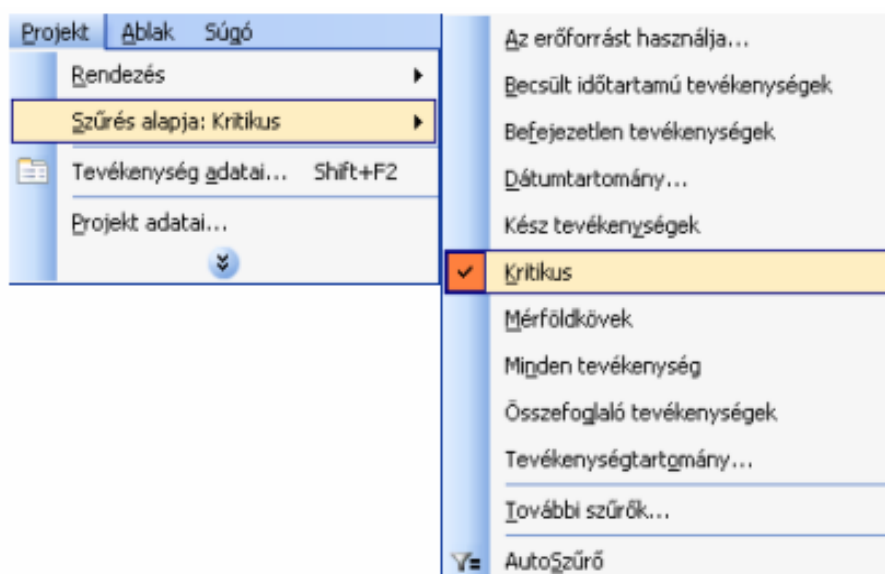 Projekt Ablak Súgó
Rendezés
Szűrés alapja: Kritikus
Tevékenység adatai... Shift+F2
Projekt adatai...
Az erőforrást használja...
Becsült időtartamú tevékenységek
Befejezetlen tevékenységek
Dátumtartomány...
Kész tevékenységek
Kritikus
Mérföldkövek
Minden tevékenység
Összefoglaló tevékenységek
Tevékenységtartomány...
További szűrők...
AutoSzűrő